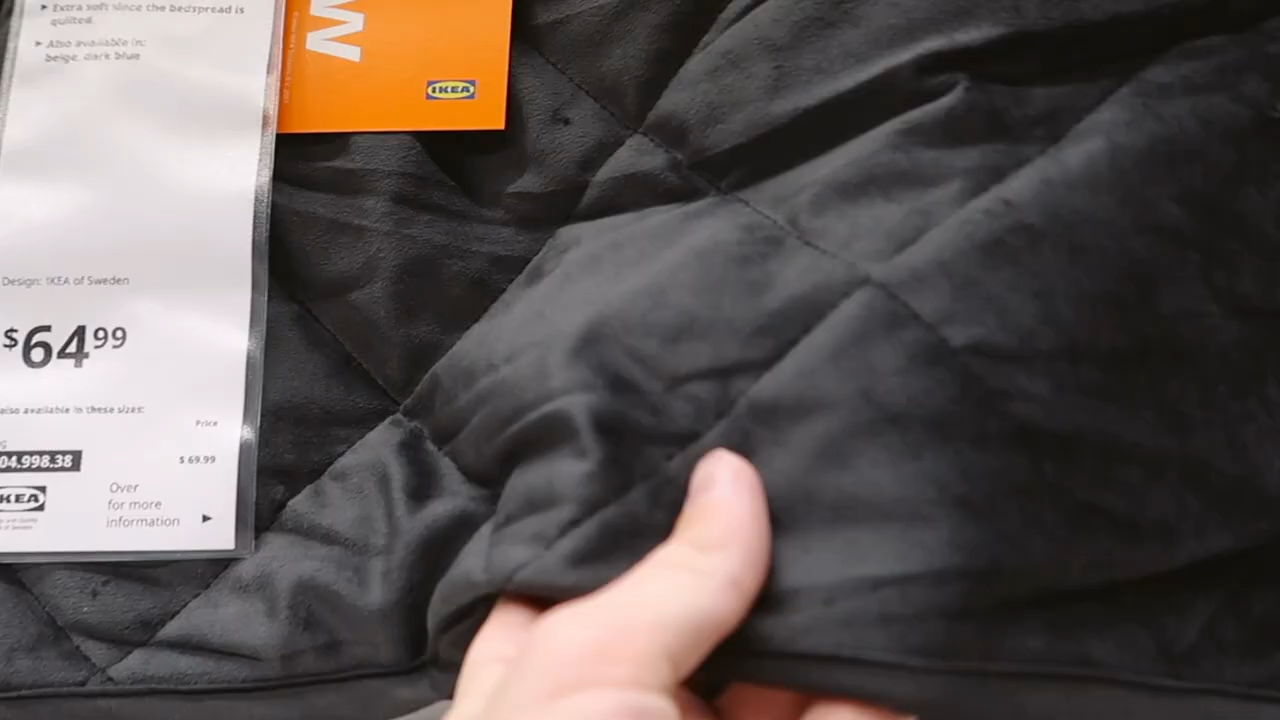 ▸ Extra soft since the bedspread is
quilted.
▸ Also available in:
beige, dark blue
Design: IKEA of Sweden
$64 99
also available in these sizes:
Price
04.998.38
$ 69.99
IKEA
Over
for more
information ▸
W
IKEA